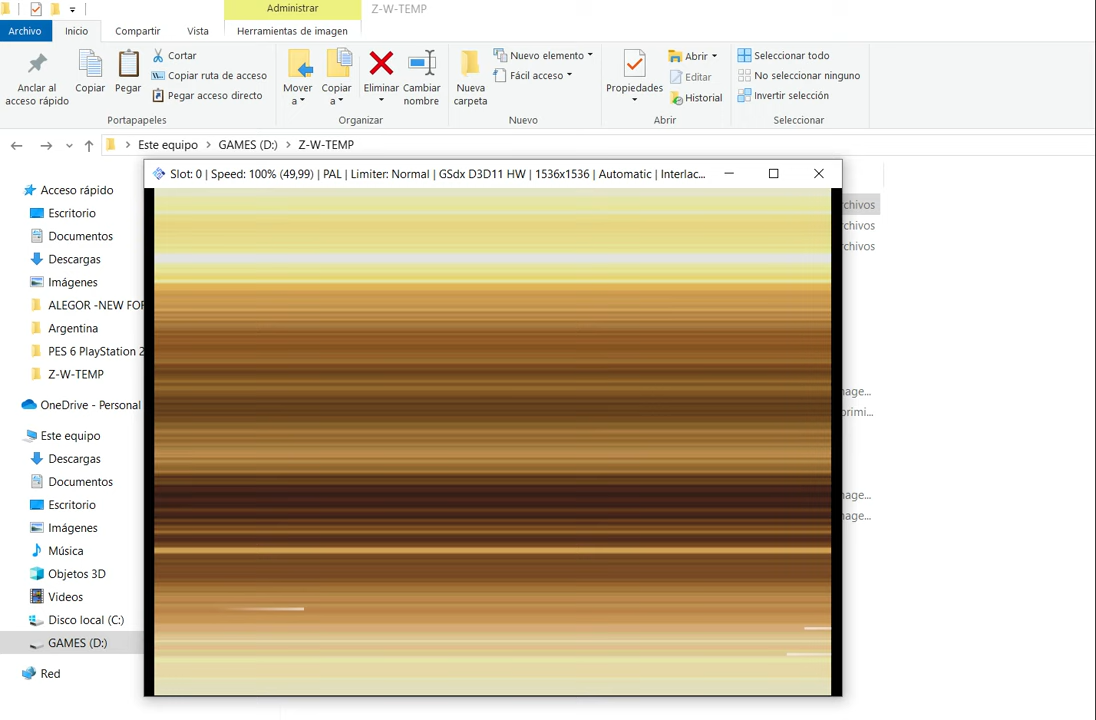 Administrar
Z-W-TEMP
Archivo
Inicio
Compartir
Vista
Herramientas de imagen
Anclar al
acceso rápido
Copiar
Pegar
Cortar
Copiar ruta de acceso
Pegar acceso directo
Mover
a
Copiar
a
Eliminar
Cambiar
nombre
Nueva
carpeta
Nuevo elemento
Fácil acceso
Propiedades
Abrir
Editar
Historial
Seleccionar todo
No seleccionar ninguno
Invertir selección
Portapapeles
Organizar
Nuevo
Abrir
Seleccionar
Este equipo > GAMES (D:) > Z-W-TEMP
Slot: 0 | Speed: 100% (49,99) | PAL | Limiter: Normal | GSdx D3D11 HW | 1536x1536 | Automatic | Interlac...
Acceso rápido
Escritorio
Documentos
Descargas
Imágenes
ALEGOR -NEW FOR
Argentina
PES 6 PlayStation 2
Z-W-TEMP
OneDrive - Personal
Este equipo
Descargas
Documentos
Escritorio
Imágenes
Música
Objetos 3D
Videos
Disco local (C:)
GAMES (D:)
Red
rchivos
rchivos
rchivos
nage...
primi...
nage...
nage...